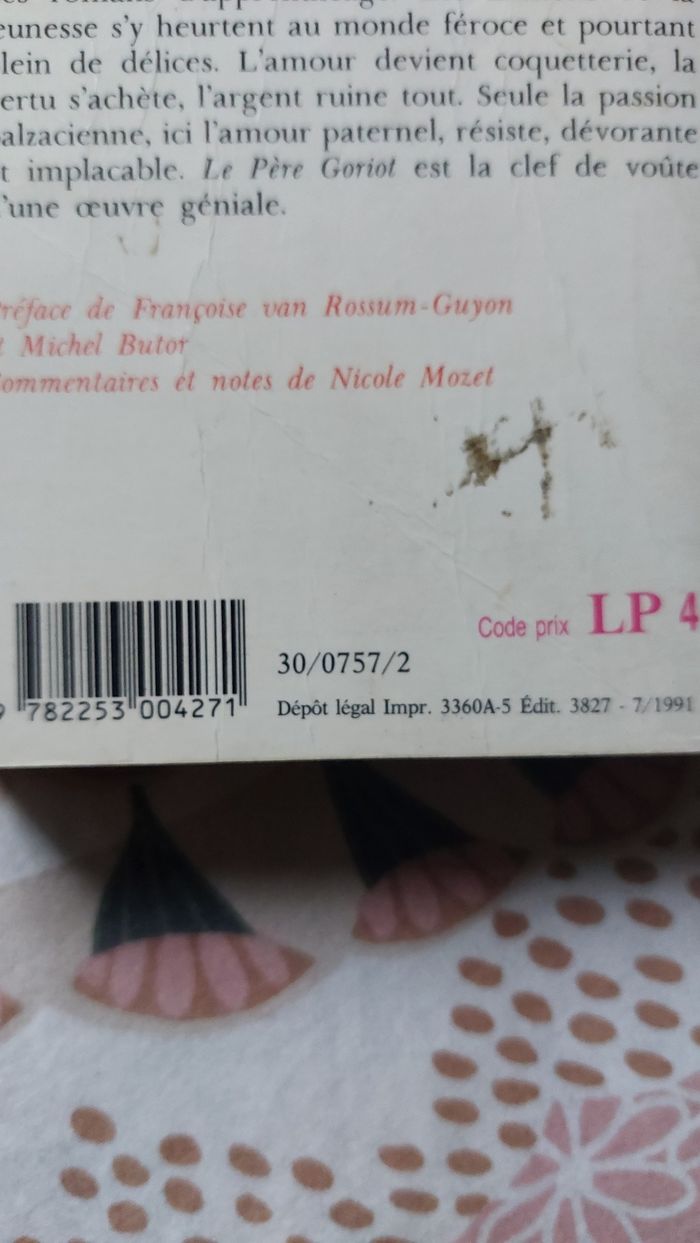 eunesse s'y heurtent au monde féroce et pourtant
lein de délices. L'amour devient coquetterie, la
ertu s'achète, l'argent ruine tout. Seule la passion
alzacienne, ici l'amour paternel, résiste, dévorante
t implacable. Le Père Goriot est la clef de voûte
'une œuvre géniale.
réface de Françoise van Rossum-Guyon
t Michel Butor
ommentaires et notes de Nicole Mozet
Code prix LP 4
30/0757/2
9 782253 004271
Dépôt légal Impr. 3360A-5 Édit. 3827 - 7/1991